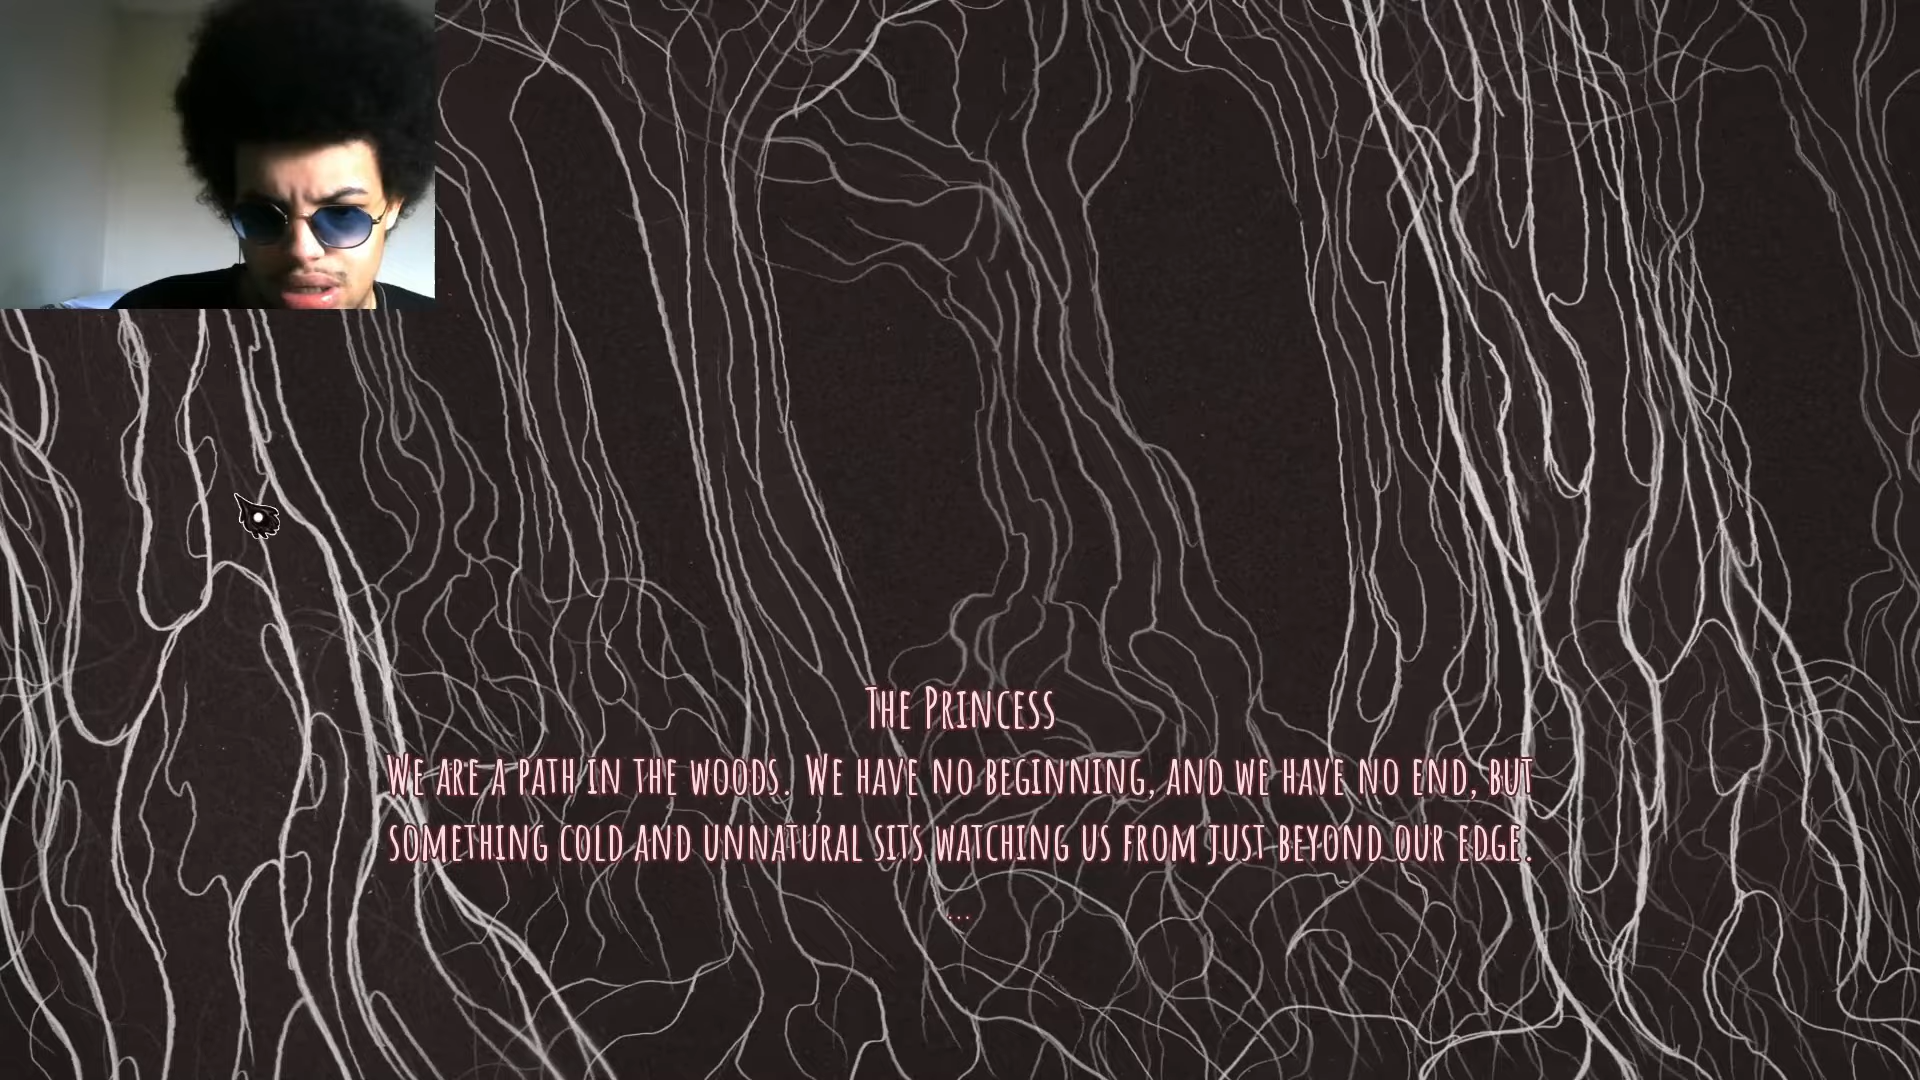 The Princess
We are a path in the woods. We have no beginning, and we have no end, but
something cold and unnatural sits watching us from just beyond our edge.
...